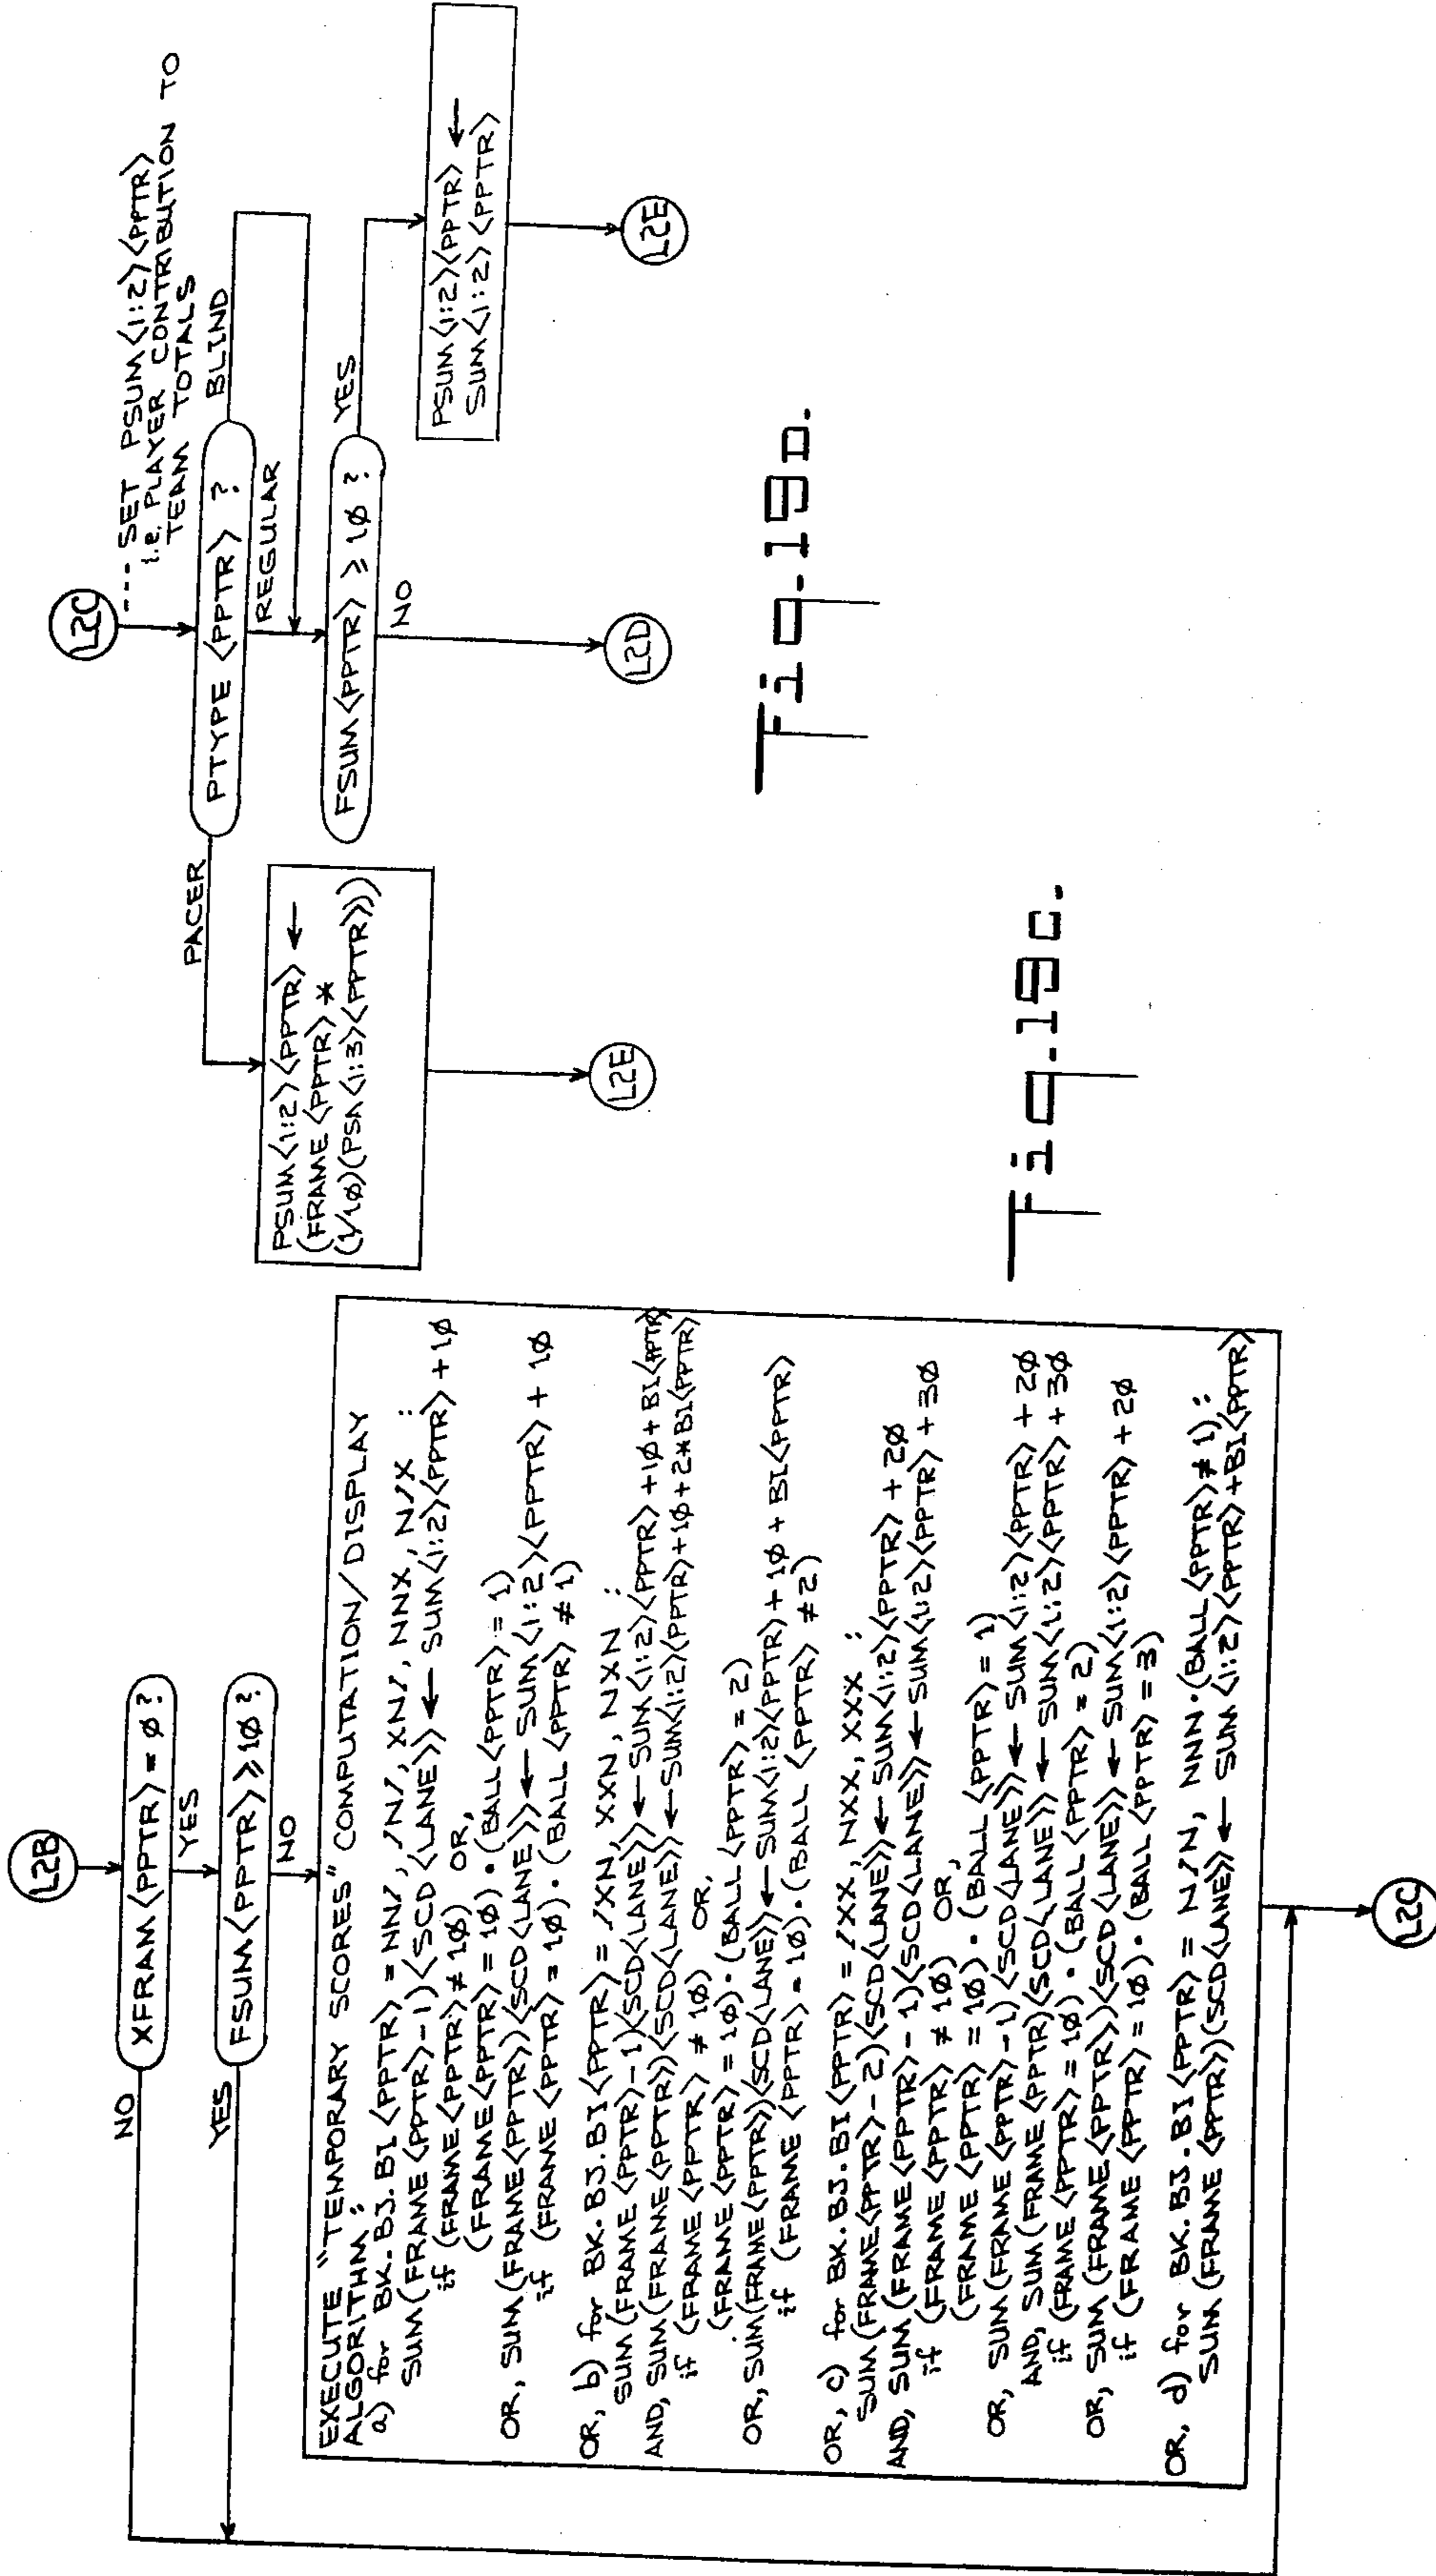 L2B
XFRAM<PPTR> = Ø ?
NO
YES
FSUM<PPTR> ≥ 1Ø ?
YES
NO
EXECUTE "TEMPORARY SCORES" COMPUTATION/DISPLAY
ALGORITHM:
a) for BK.BJ.BI<PPTR> = NN/, /N/, XN/, NNX, N/X :
SUM(FRAME<PPTR>-1)(SCD<LANE>) ← SUM<1:2><PPTR> + 1Ø
if (FRAME<PPTR> ≠ 1Ø) OR,
(FRAME<PPTR> = 1Ø)·(BALL<PPTR> = 1)
OR, SUM(FRAME<PPTR>)(SCD<LANE>) ← SUM<1:2><PPTR> + 1Ø
if (FRAME<PPTR> = 1Ø)·(BALL<PPTR> ≠ 1)
OR, b) for BK.BJ.BI<PPTR> = /XN, XXN, NXN :
SUM(FRAME<PPTR>-1)(SCD<LANE>) ← SUM<1:2><PPTR> + 1Ø + BI<PPTR>
AND, SUM(FRAME<PPTR>)(SCD<LANE>) ← SUM<1:2><PPTR> + 1Ø + 2*BI<PPTR>
if (FRAME<PPTR> ≠ 1Ø) OR,
(FRAME<PPTR> = 1Ø)·(BALL<PPTR> = 2)
OR, SUM(FRAME<PPTR>)(SCD<LANE>) ← SUM<1:2><PPTR> + 1Ø + BI<PPTR>
if (FRAME<PPTR> = 1Ø)·(BALL<PPTR> ≠ 2)
OR, c) for BK.BJ.BI<PPTR> = /XX, NXX, XXX :
SUM(FRAME<PPTR>-2)(SCD<LANE>) ← SUM<1:2><PPTR> + 2Ø
AND, SUM(FRAME<PPTR>-1)(SCD<LANE>) ← SUM<1:2><PPTR> + 3Ø
if (FRAME<PPTR> ≠ 1Ø) OR,
(FRAME<PPTR> = 1Ø)·(BALL<PPTR> = 1)
OR, SUM(FRAME<PPTR>-1)(SCD<LANE>) ← SUM<1:2><PPTR> + 2Ø
AND, SUM(FRAME<PPTR>)(SCD<LANE>) ← SUM<1:2><PPTR> + 3Ø
if (FRAME<PPTR> = 1Ø)·(BALL<PPTR> = 2)
OR, SUM(FRAME<PPTR>)(SCD<LANE>) ← SUM<1:2><PPTR> + 2Ø
if (FRAME<PPTR> = 1Ø)·(BALL<PPTR> = 3)
OR, d) for BK.BJ.BI<PPTR> = N/N, NNN·(BALL<PPTR> ≠ 1):
SUM(FRAME<PPTR>)(SCD<LANE>) ← SUM<1:2><PPTR> + BI<PPTR>
L2C
Fig.19C.
L2C
---- SET PSUM<1:2><PPTR>
i.e. PLAYER CONTRIBUTION TO
TEAM TOTALS
PTYPE<PPTR> ?
PACER
REGULAR
BLIND
PSUM<1:2><PPTR> ←
(FRAME<PPTR> *
(1/1Ø)(PSA<1:3><PPTR>))
L2E
FSUM<PPTR> ≥ 1Ø ?
YES
NO
L2D
PSUM<1:2><PPTR> ←
SUM<1:2><PPTR>
L2E
Fig.19D.